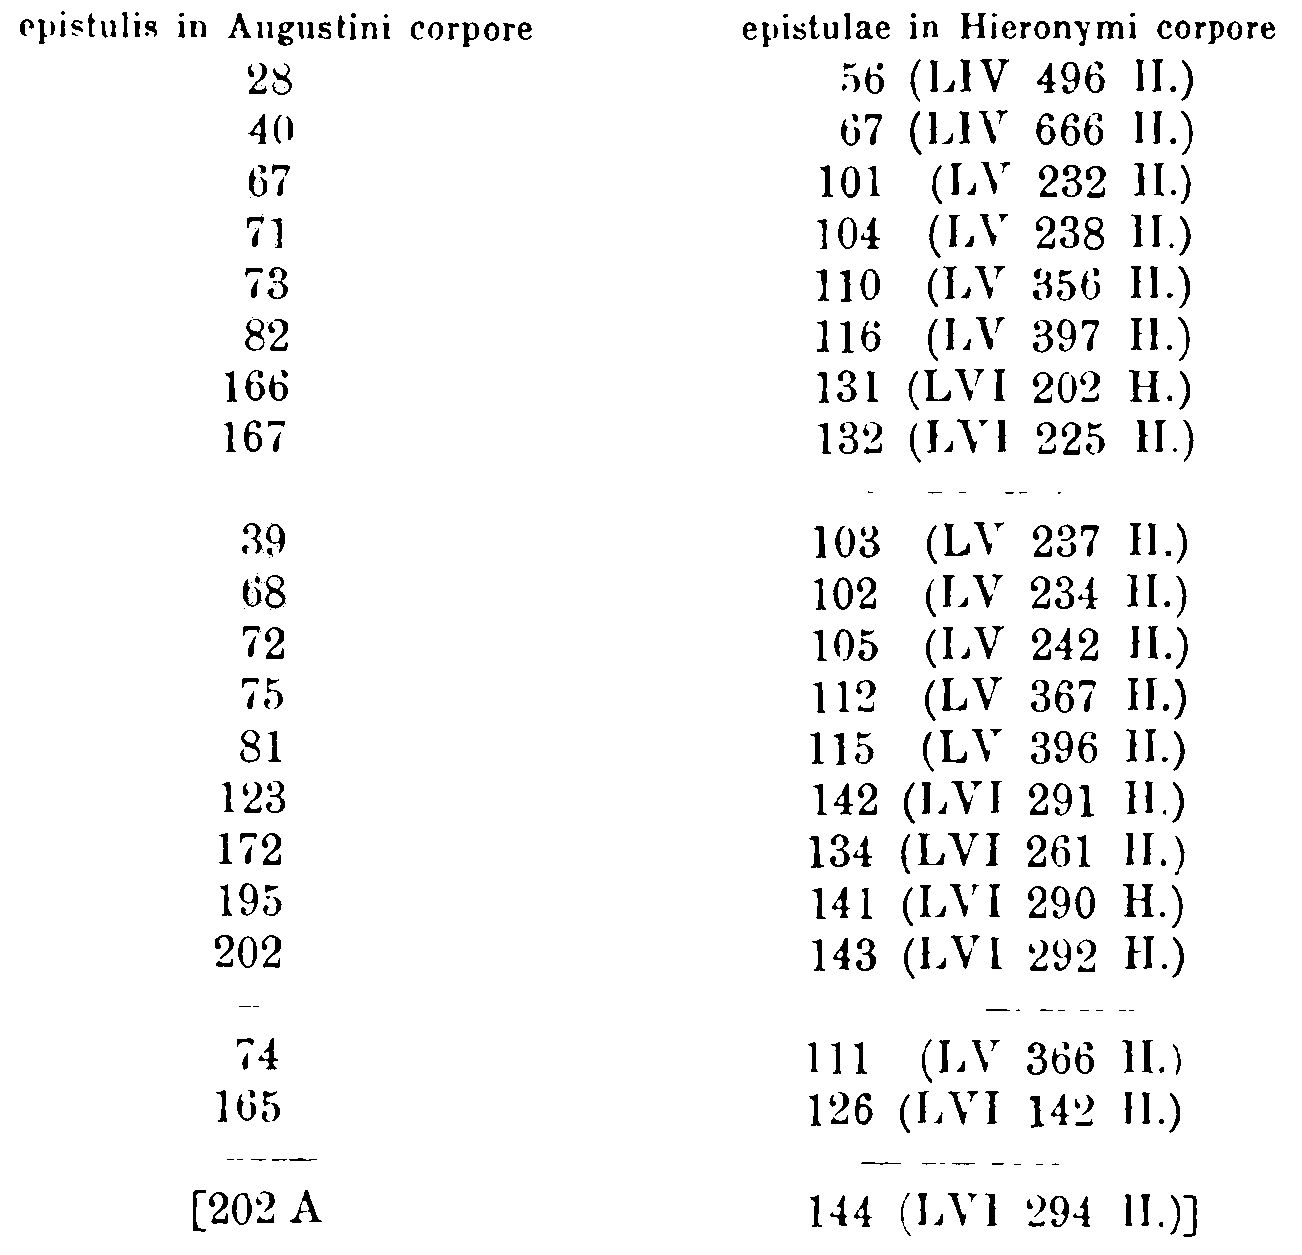 epistulis in Augustini corpore epistulae in Hieronymi corpore
28 56 (LIV 496 H.)
40 67 (LIV 666 H.)
67 101 (LV 232 H.)
71 104 (LV 238 H.)
73 110 (LV 356 H.)
82 116 (LV 397 H.)
166 131 (LVI 202 H.)
167 132 (LVI 225 H.)
39 103 (LV 237 H.)
68 102 (LV 234 H.)
72 105 (LV 242 H.)
75 112 (LV 367 H.)
81 115 (LV 396 H.)
123 142 (LVI 291 H.)
172 134 (LVI 261 H.)
195 141 (LVI 290 H.)
202 143 (LVI 292 H.)
74 111 (LV 366 H.)
165 126 (LVI 142 H.)
[202 A 144 (LVI 294 H.)]